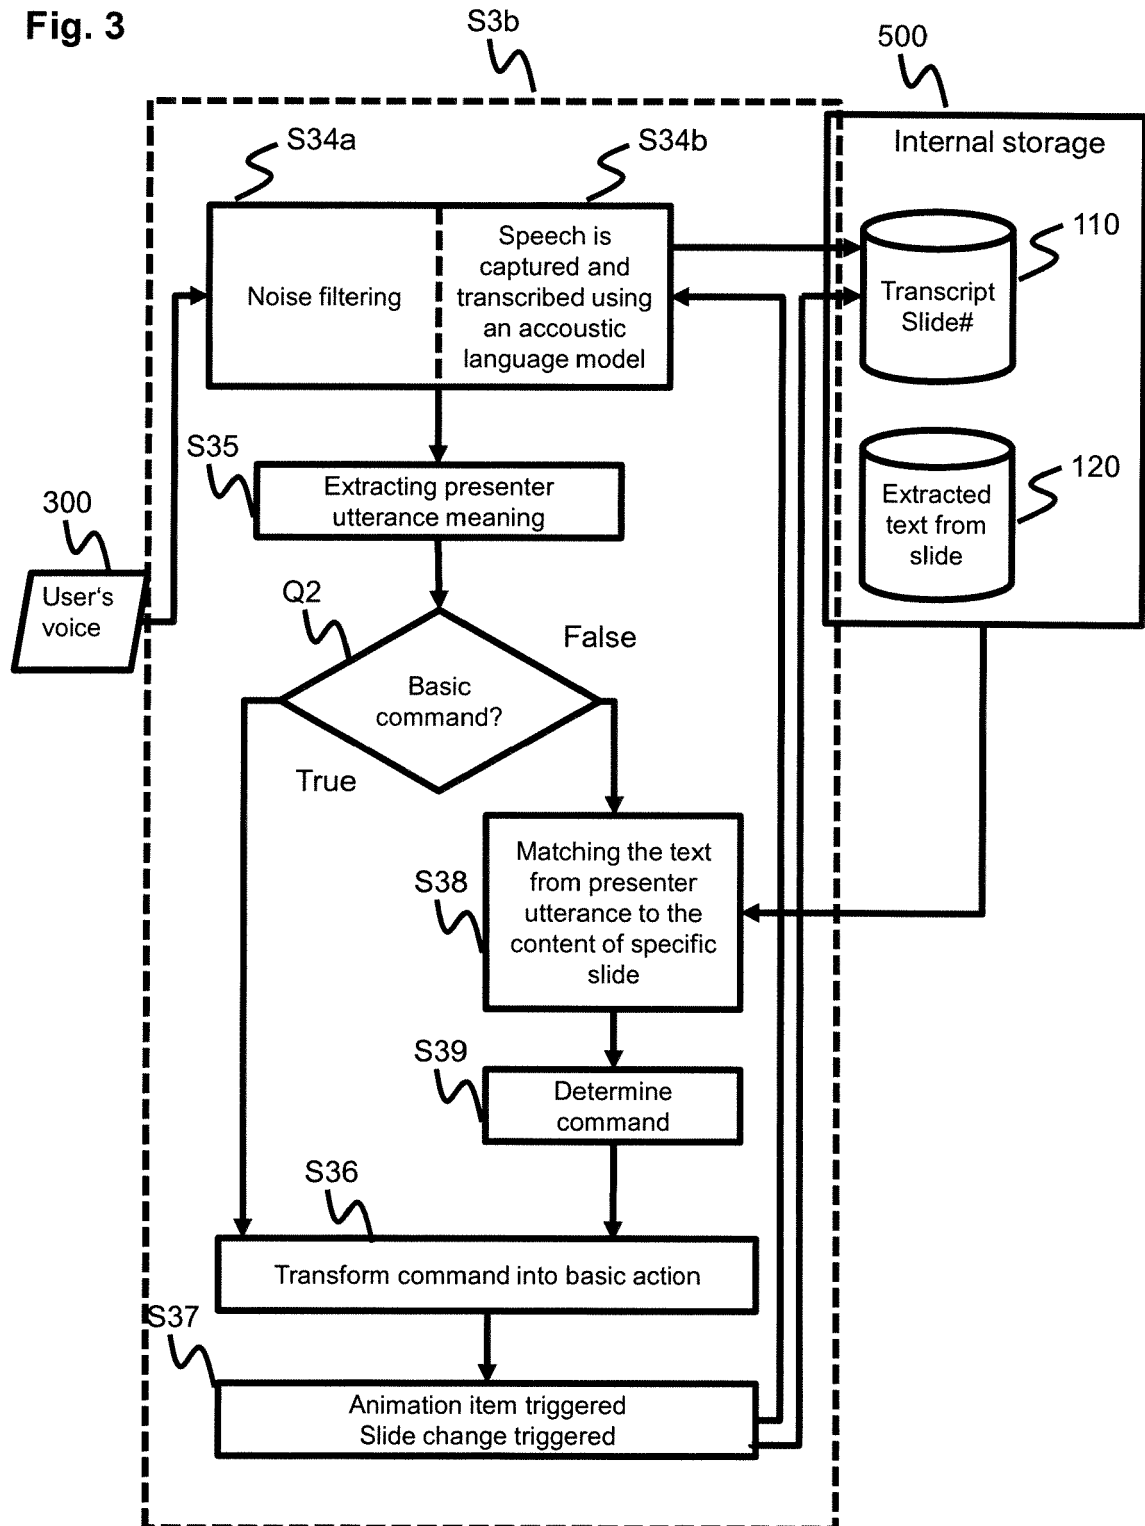 Fig. 3
S3b
500
S34a
S34b
Internal storage
110
Noise filtering
Speech is
captured and
transcribed using
an accoustic
language model
Transcript
Slide#
S35
Extracting presenter
utterance meaning
120
Extracted
text from
slide
300
User‘s
voice
Q2
False
Basic
command?
True
S38
Matching the text
from presenter
utterance to the
content of specific
slide
S39
Determine
command
S36
Transform command into basic action
S37
Animation item triggered
Slide change triggered